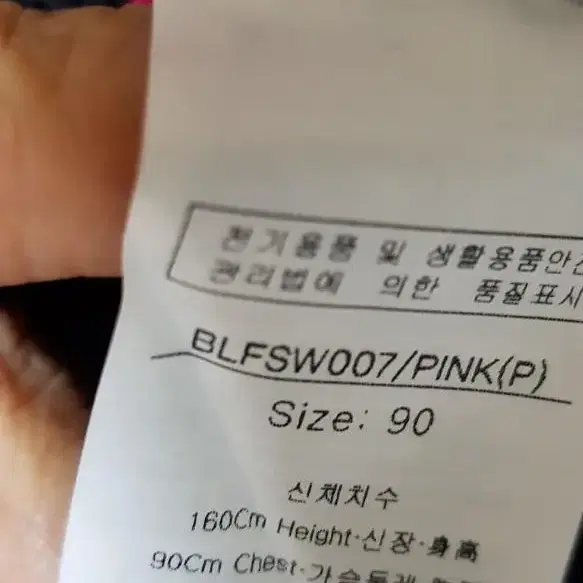 전기용품 및 생활용품안전
관리법에 의한 품질표시
BLFSW007/PINK(P)
Size: 90
신체치수
160Cm Height·신장·身高
90Cm Chest·가슴둘레